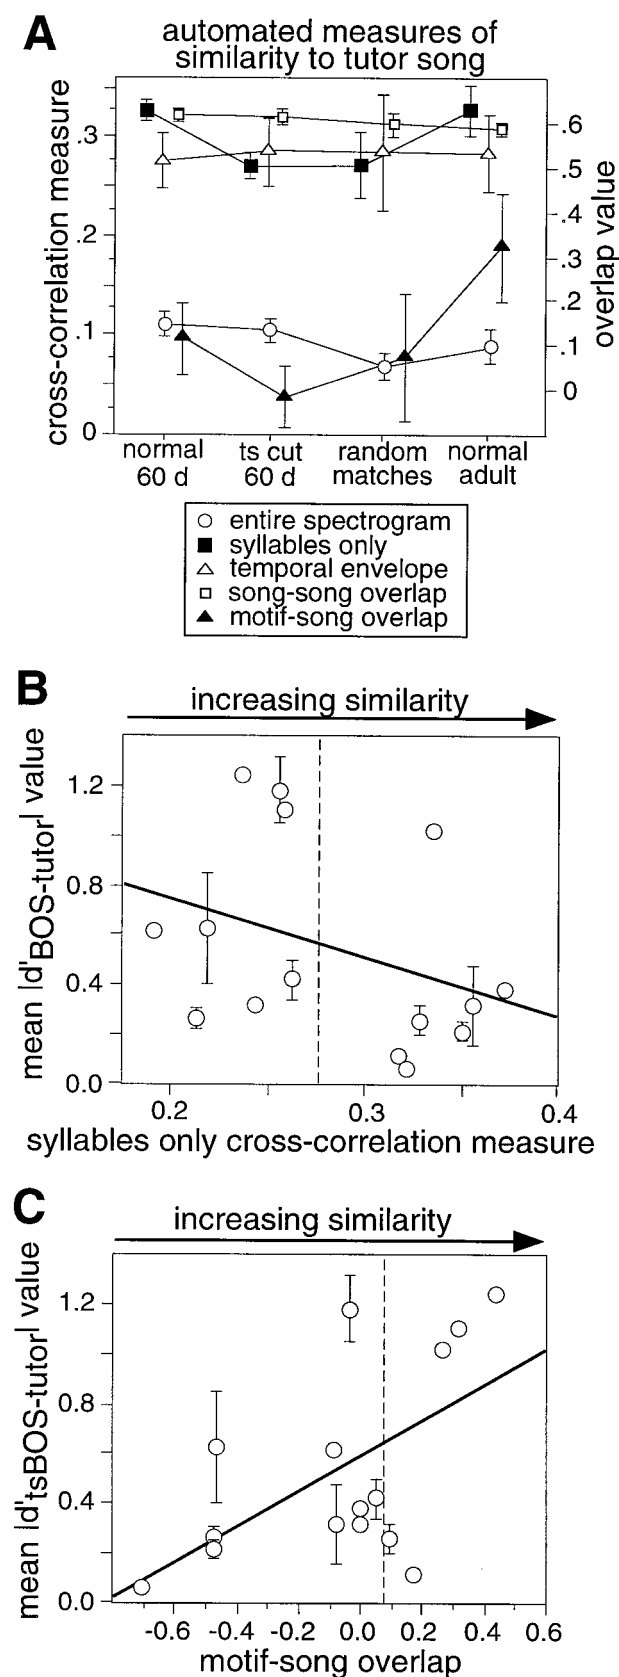 A
automated measures of
similarity to tutor song
cross-correlation measure
.3
.2
.1
0
.6
.5
.4
.3
.2
.1
0
overlap value
normal
60 d
ts cut
60 d
random
matches
normal
adult
entire spectrogram
syllables only
temporal envelope
song-song overlap
motif-song overlap
B
increasing similarity
mean |d'BOS-tutor| value
1.2
0.8
0.4
0.0
0.2 0.3 0.4
syllables only cross-correlation measure
C
increasing similarity
mean |d'tsBOS-tutor| value
1.2
0.8
0.4
0.0
-0.6 -0.4 -0.2 0.0 0.2 0.4 0.6
motif-song overlap